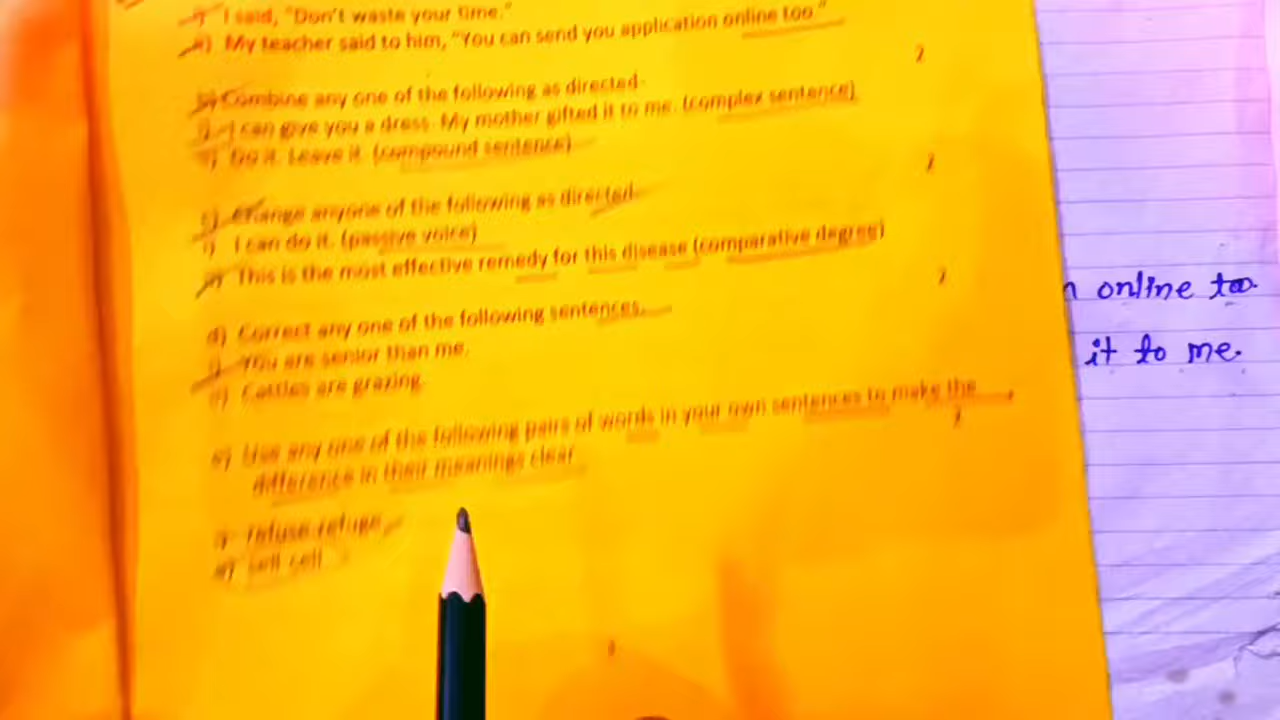 i) I said, "Don't waste your time."
ii) My teacher said to him, "You can send you application online too."
2
b) Combine any one of the following as directed-
i) I can give you a dress. My mother gifted it to me. (complex sentence)
ii) Do it. Leave it. (compound sentence)
2
c) Change anyone of the following as directed-
i) I can do it. (passive voice)
ii) This is the most effective remedy for this disease (comparative degree)
2
d) Correct any one of the following sentences.
i) You are senior than me.
ii) Cattles are grazing.
e) Use any one of the following pairs of words in your own sentences to make the
difference in their meanings clear
2
i) refuse-refuge
ii) sell-cell
online too.
it to me.